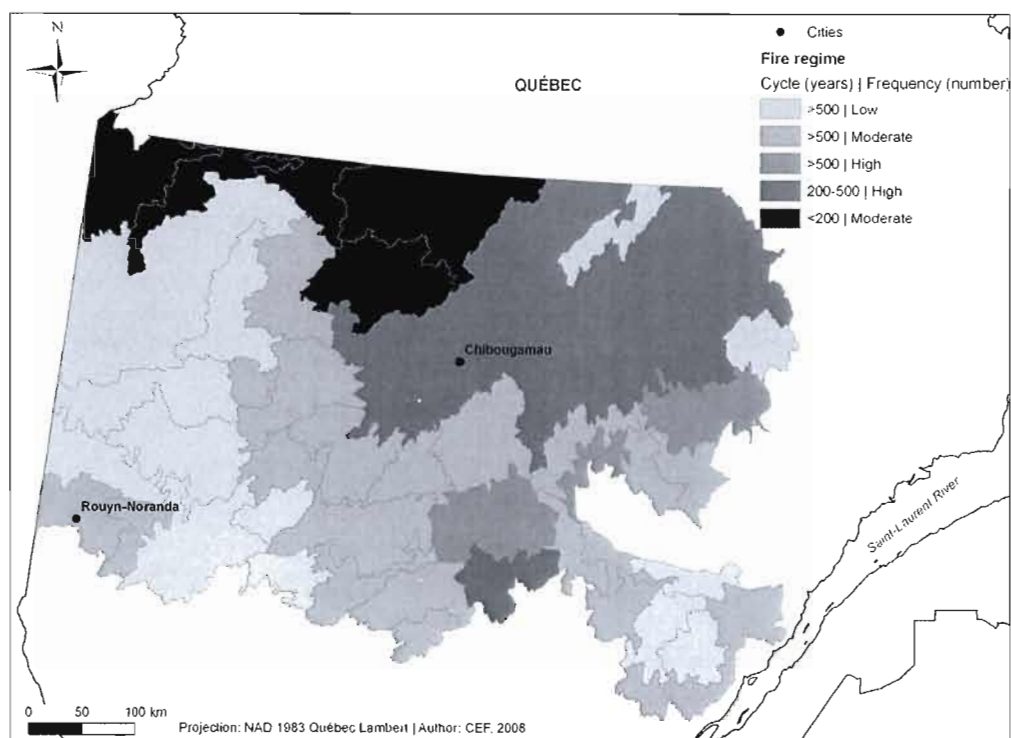 N
Cities
Fire regime
QUÉBEC
Cycle (years) | Frequency (number)
>500 | Low
>500 | Moderate
>500 | High
200-500 | High
<200 | Moderate
Chibougamau
Rouyn-Noranda
Saint-Laurent River
0 50 100 km
Projection: NAD 1983 Québec Lambert | Author: CEF, 2008